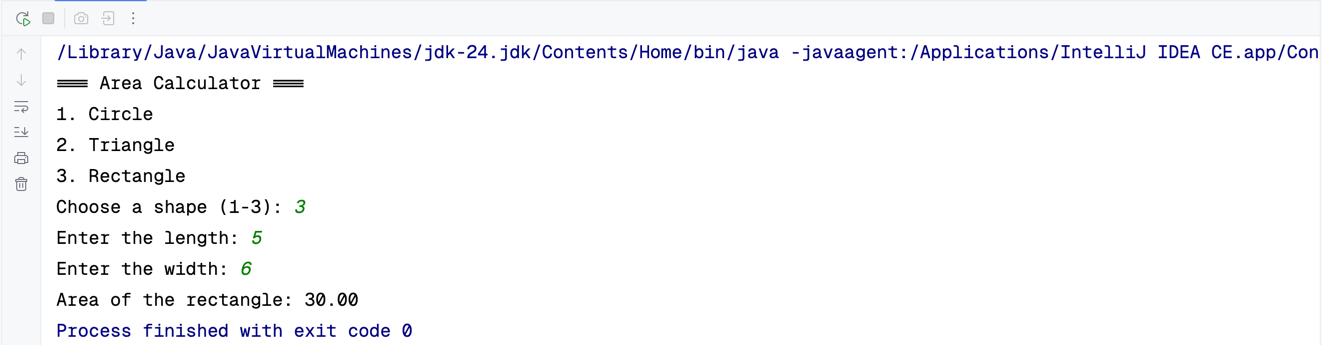 /Library/Java/JavaVirtualMachines/jdk-24.jdk/Contents/Home/bin/java -javaagent:/Applications/IntelliJ IDEA CE.app/Con
=== Area Calculator ===
1. Circle
2. Triangle
3. Rectangle
Choose a shape (1-3): 3
Enter the length: 5
Enter the width: 6
Area of the rectangle: 30.00
Process finished with exit code 0